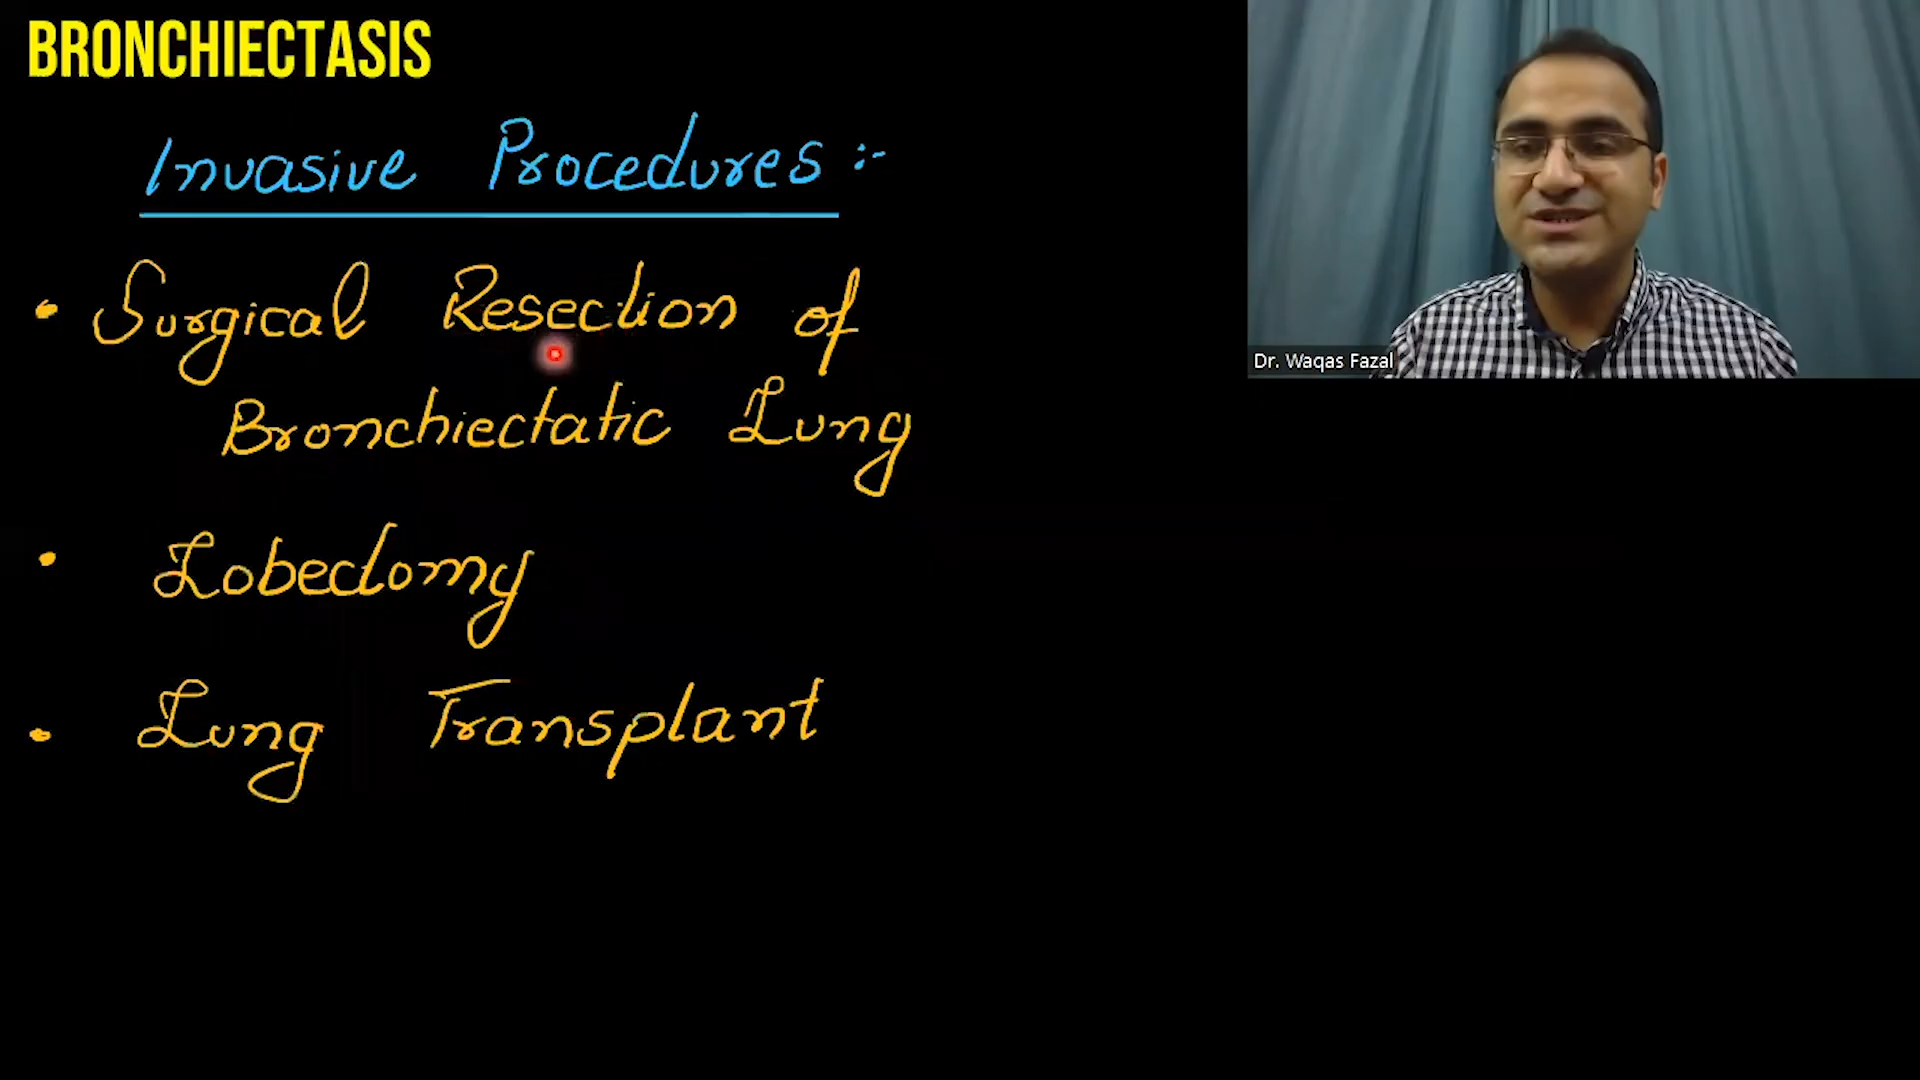 BRONCHIECTASIS
Invasive Procedures :-
• Surgical Resection of
Bronchiectatic Lung
• Lobectomy
• Lung Transplant
Dr. Waqas Fazal